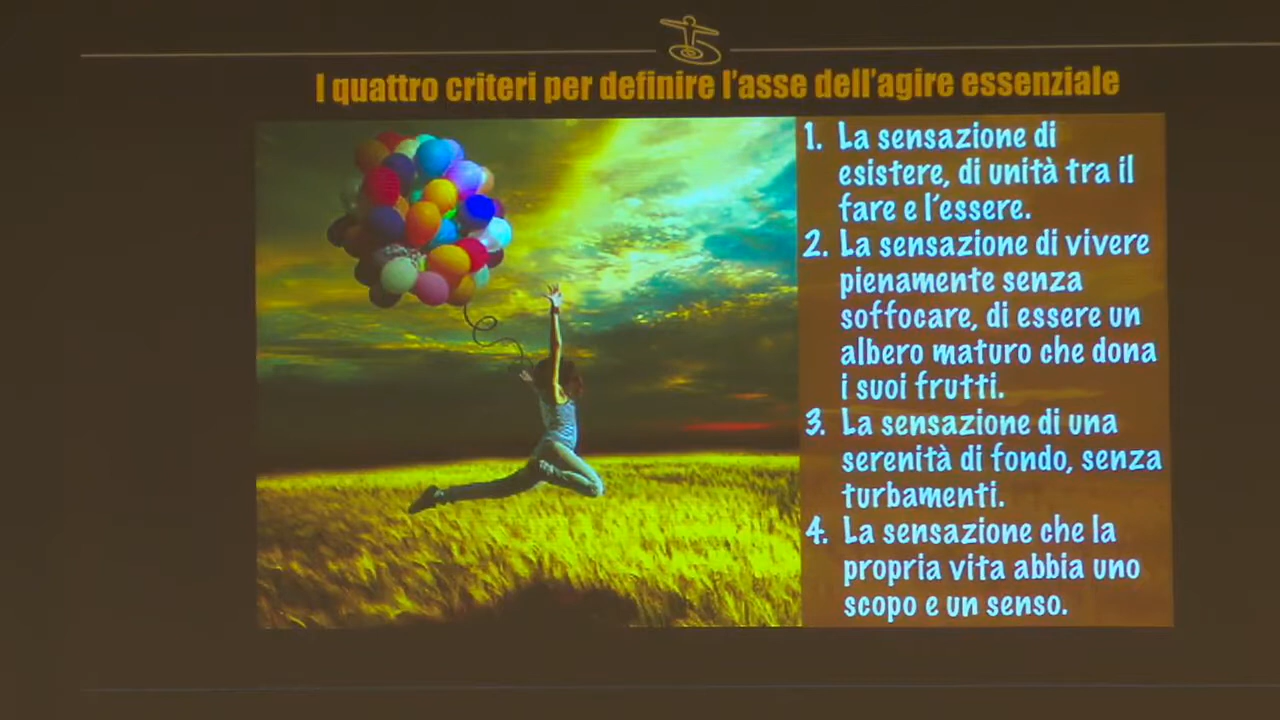 I quattro criteri per definire l'asse dell'agire essenziale
1. La sensazione di
esistere, di unità tra il
fare e l'essere.
2. La sensazione di vivere
pienamente senza
soffocare, di essere un
albero maturo che dona
i suoi frutti.
3. La sensazione di una
serenità di fondo, senza
turbamenti.
4. La sensazione che la
propria vita abbia uno
scopo e un senso.